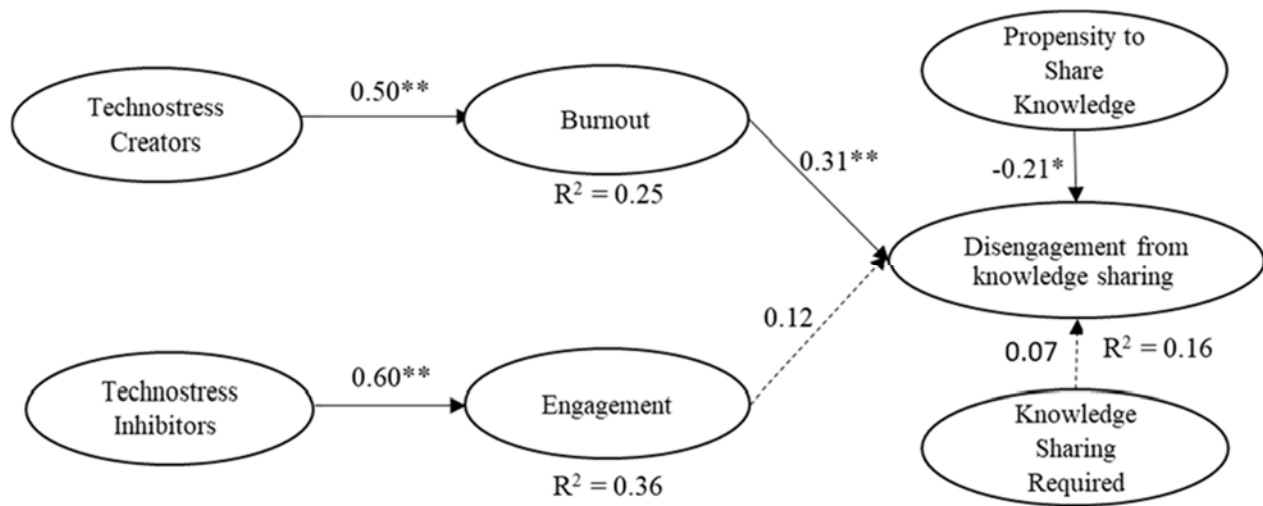 Technostress
Creators
0.50**
Burnout
R² = 0.25
0.31**
Propensity to
Share
Knowledge
-0.21*
Disengagement from
knowledge sharing
R² = 0.16
0.07
Knowledge
Sharing
Required
Technostress
Inhibitors
0.60**
Engagement
R² = 0.36
0.12